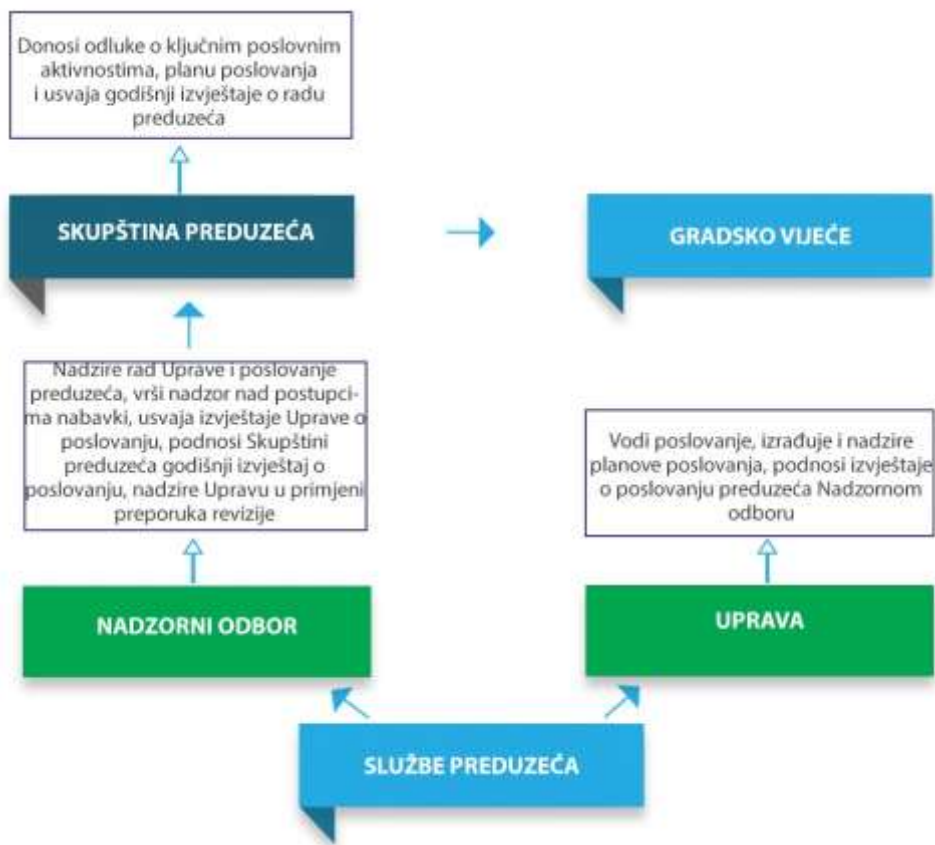 Donosi odluke o ključnim poslovnim
aktivnostima, planu poslovanja
i usvaja godišnji izvještaje o radu
preduzeća
SKUPŠTINA PREDUZEĆA
GRADSKO VIJEĆE
Nadzire rad Uprave i poslovanje
preduzeća, vrši nadzor nad postupci-
ma nabavki, usvaja izvještaje Uprave o
poslovanju, podnosi Skupštini
preduzeća godišnji izvještaj o
poslovanju, nadzire Upravu u primjeni
preporuka revizije
Vodi poslovanje, izrađuje i nadzire
planove poslovanja, podnosi izvještaje
o poslovanju preduzeća Nadzornom
odboru
NADZORNI ODBOR
UPRAVA
SLUŽBE PREDUZEĆA